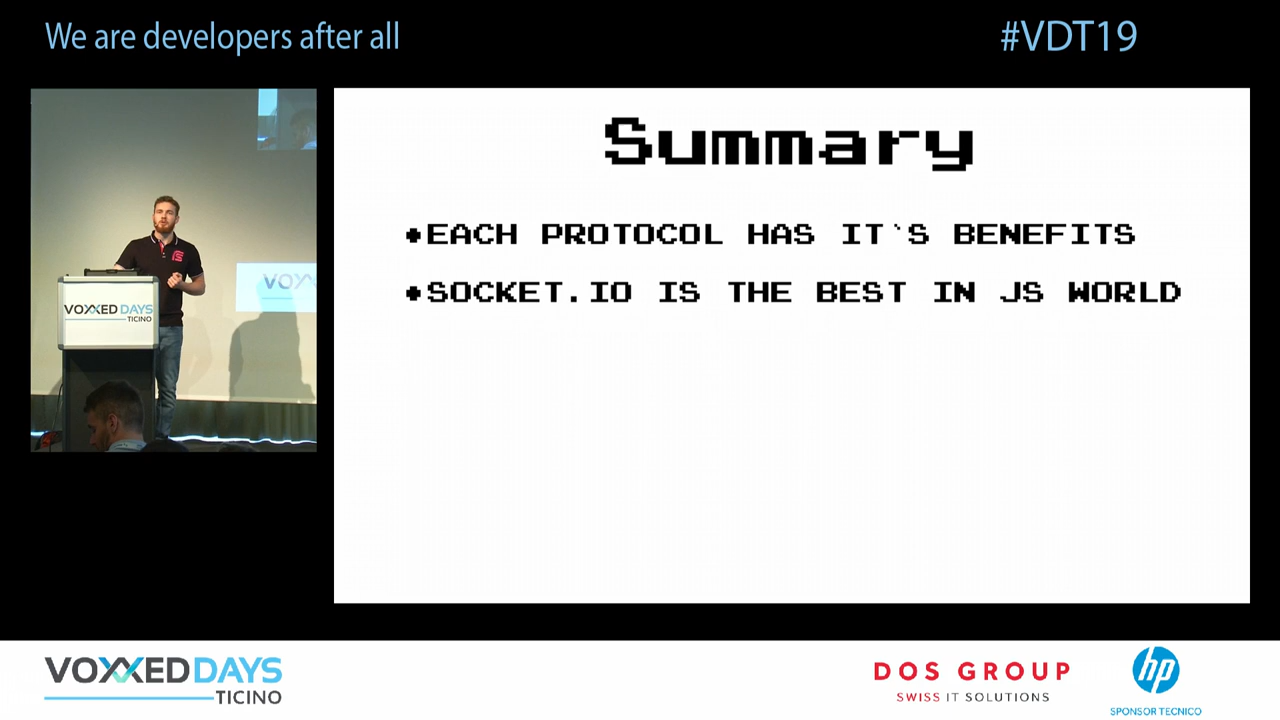 We are developers after all
#VDT19
Summary
•EACH PROTOCOL HAS IT`S BENEFITS
•SOCKET.IO IS THE BEST IN JS WORLD
VOXXED DAYS
TICINO
VOXXED DAYS
TICINO
DOS GROUP
SWISS IT SOLUTIONS
hp
SPONSOR TECNICO